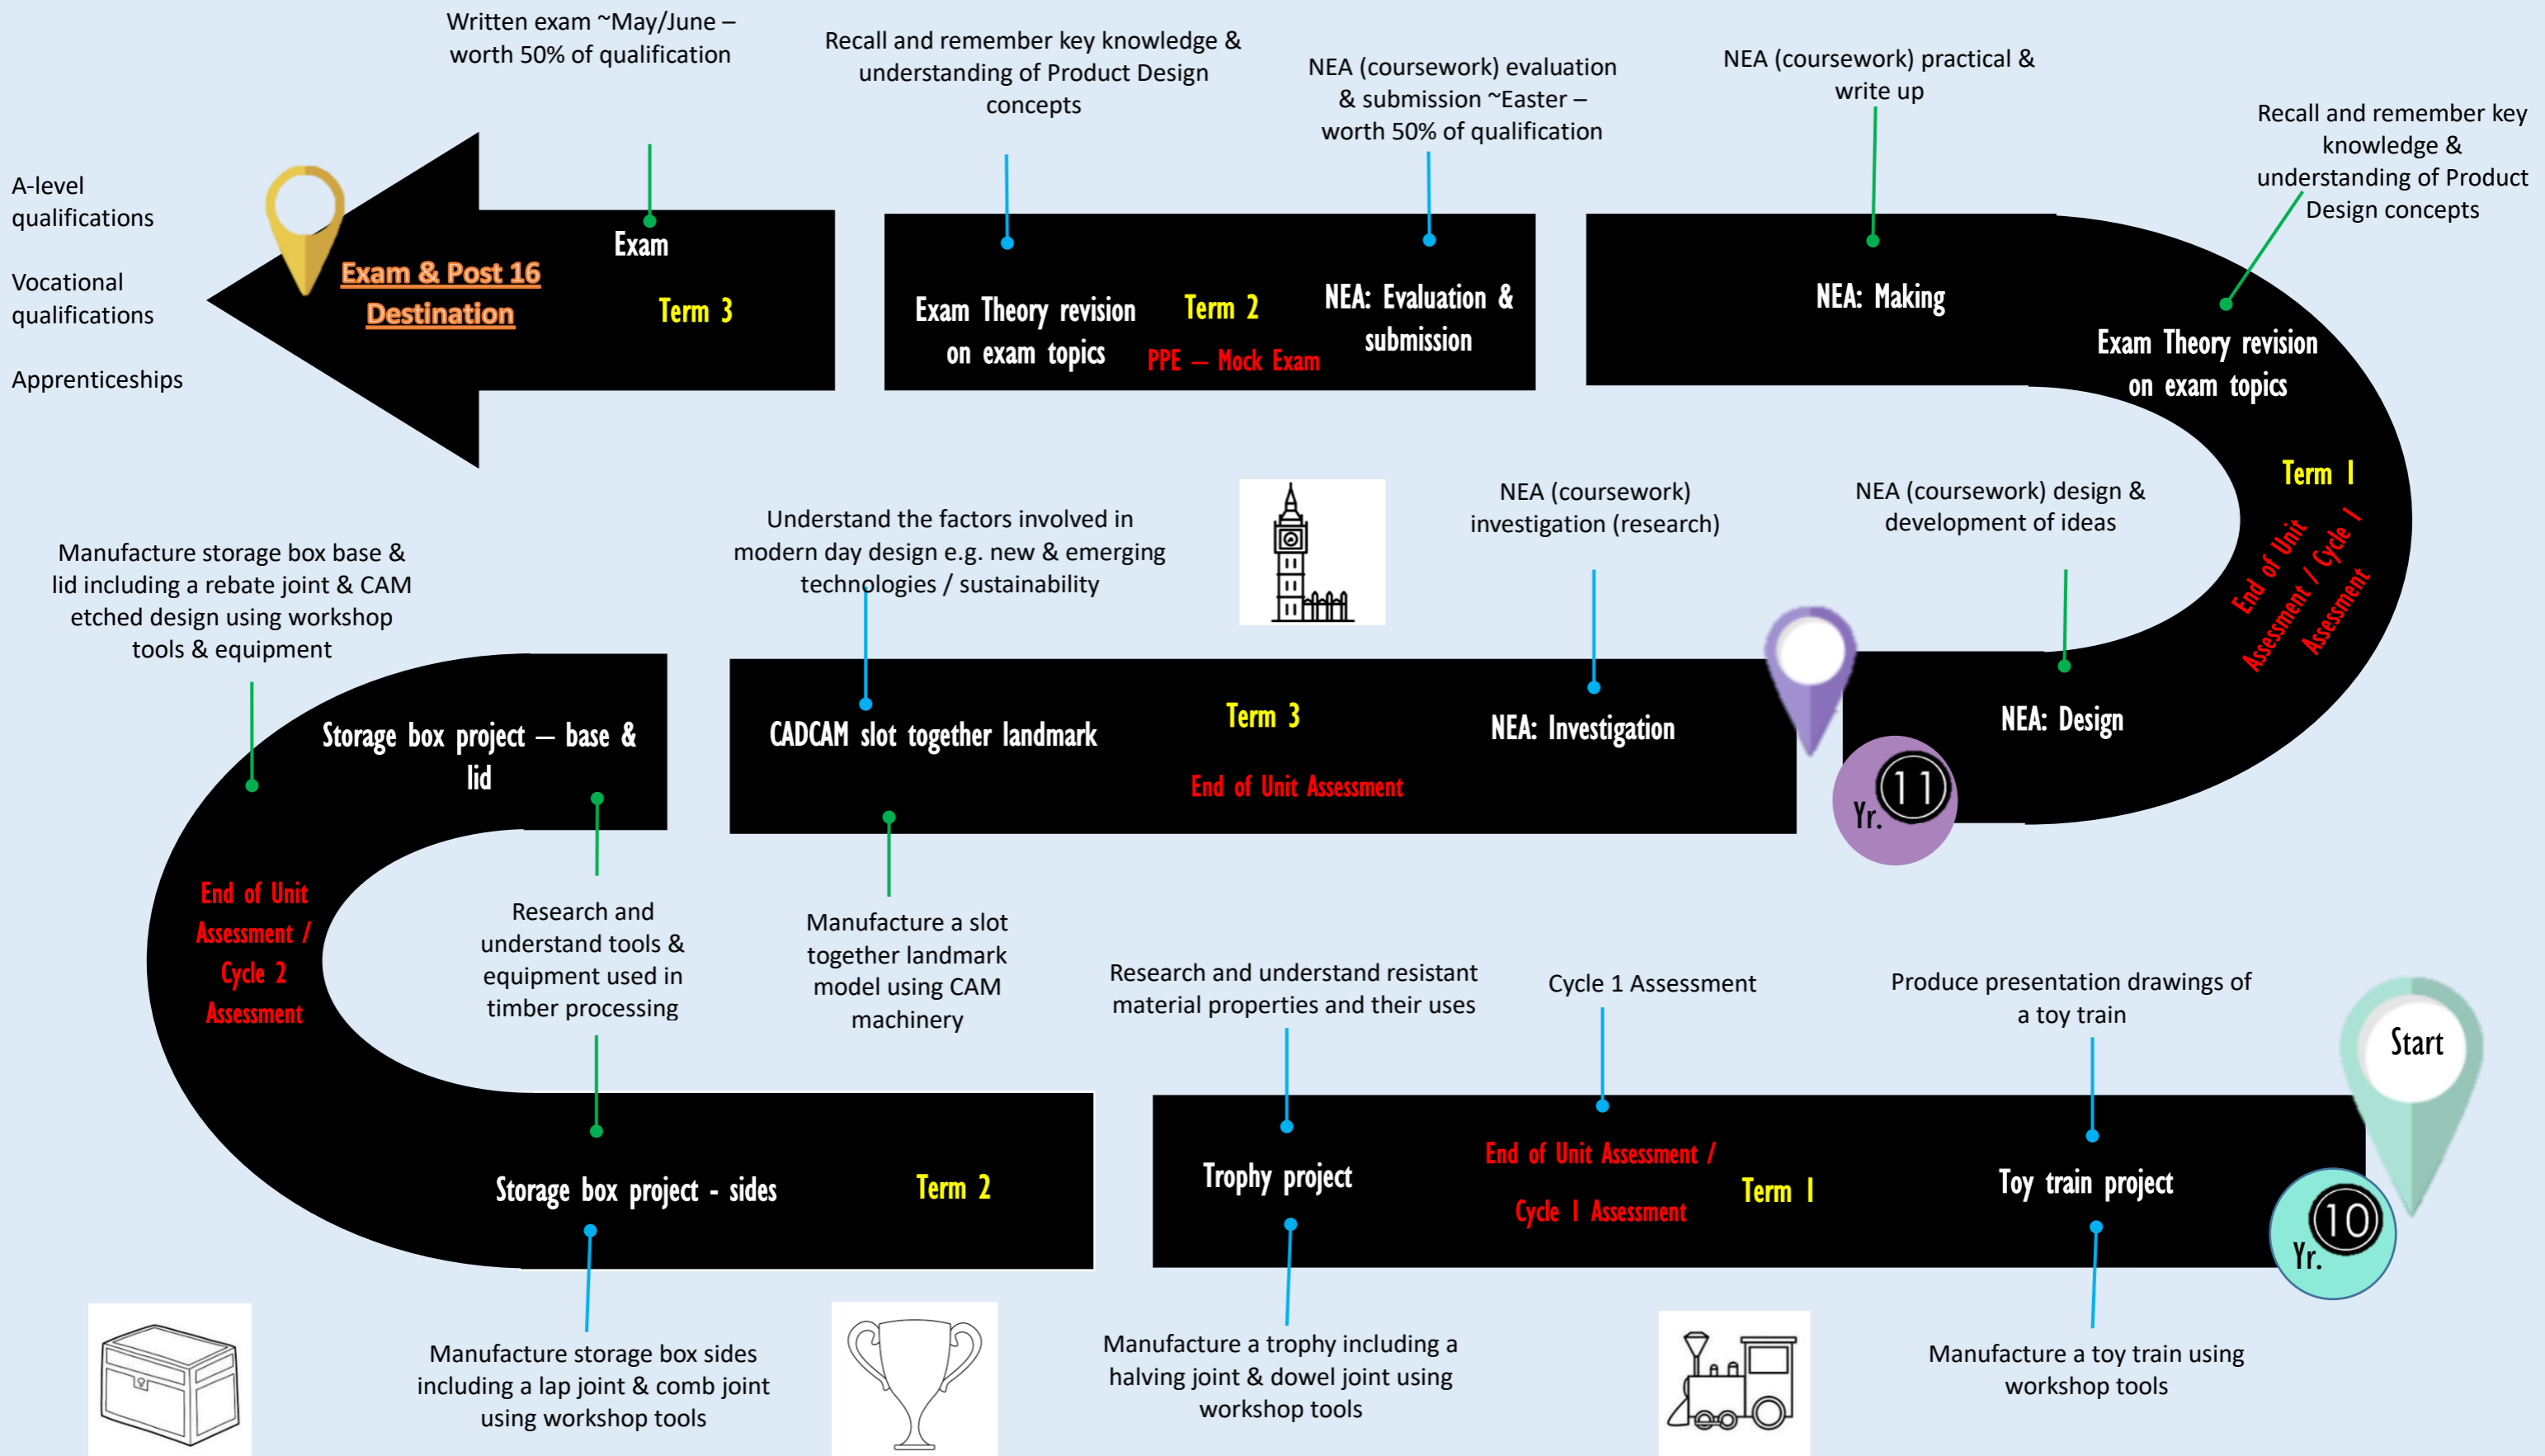 Written exam ~May/June –
worth 50% of qualification
Recall and remember key knowledge &
understanding of Product Design
concepts
NEA (coursework) evaluation
& submission ~Easter –
worth 50% of qualification
NEA (coursework) practical &
write up
Recall and remember key
knowledge &
understanding of Product
Design concepts
A-level
qualifications
Vocational
qualifications
Apprenticeships
Exam & Post 16
Destination
Exam
Term 3
Exam Theory revision
on exam topics
Term 2
PPE – Mock Exam
NEA: Evaluation &
submission
NEA: Making
Exam Theory revision
on exam topics
Term 1
End of Unit
Assessment / Cycle 1
Assessment
Manufacture storage box base &
lid including a rebate joint & CAM
etched design using workshop
tools & equipment
Understand the factors involved in
modern day design e.g. new & emerging
technologies / sustainability
NEA (coursework)
investigation (research)
NEA (coursework) design &
development of ideas
Storage box project – base &
lid
CADCAM slot together landmark
Term 3
End of Unit Assessment
NEA: Investigation
Yr. 11
NEA: Design
End of Unit
Assessment /
Cycle 2
Assessment
Research and
understand tools &
equipment used in
timber processing
Manufacture a slot
together landmark
model using CAM
machinery
Research and understand resistant
material properties and their uses
Cycle 1 Assessment
Produce presentation drawings of
a toy train
Start
Storage box project - sides
Term 2
Trophy project
End of Unit Assessment /
Cycle 1 Assessment
Term 1
Toy train project
Yr. 10
Manufacture storage box sides
including a lap joint & comb joint
using workshop tools
Manufacture a trophy including a
halving joint & dowel joint using
workshop tools
Manufacture a toy train using
workshop tools